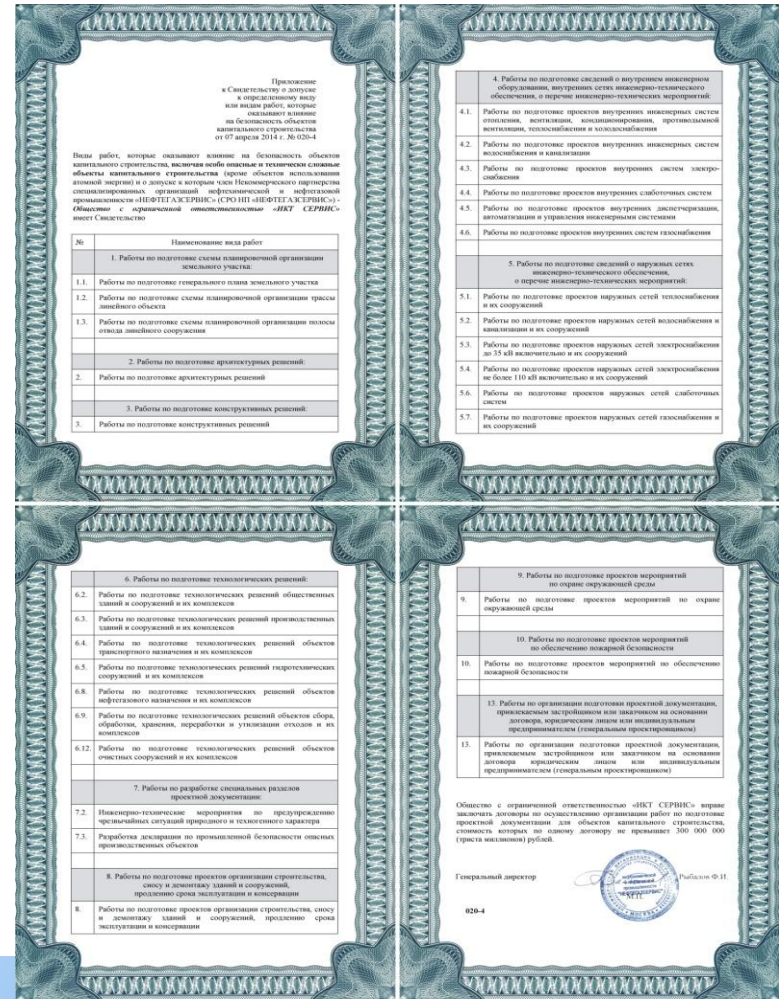 Приложение
к Свидетельству о допуске
к определенному виду
или видам работ, которые
оказывают влияние
на безопасность объектов
капитального строительства
от 07 апреля 2014 г. № 020-4
Виды работ, которые оказывают влияние на безопасность объектов
капитального строительства, включая особо опасные и технически сложные
объекты капитального строительства (кроме объектов использования
атомной энергии) и о допуске к которым член Некоммерческого партнерства
специализированных организаций нефтехимической и нефтегазовой
промышленности «НЕФТЕГАЗСЕРВИС» (СРО НП «НЕФТЕГАЗСЕРВИС») -
Общество с ограниченной ответственностью «ИКТ СЕРВИС»
имеет Свидетельство
№ Наименование вида работ
1. Работы по подготовке схемы планировочной организации
земельного участка:
1.1. Работы по подготовке генерального плана земельного участка
1.2. Работы по подготовке схемы планировочной организации трассы
линейного объекта
1.3. Работы по подготовке схемы планировочной организации полосы
отвода линейного сооружения
2. Работы по подготовке архитектурных решений:
2. Работы по подготовке архитектурных решений
3. Работы по подготовке конструктивных решений:
3. Работы по подготовке конструктивных решений
4. Работы по подготовке сведений о внутреннем инженерном
оборудовании, внутренних сетях инженерно-технического
обеспечения, о перечне инженерно-технических мероприятий:
4.1. Работы по подготовке проектов внутренних инженерных систем
отопления, вентиляции, кондиционирования, противодымной
вентиляции, теплоснабжения и холодоснабжения
4.2. Работы по подготовке проектов внутренних инженерных систем
водоснабжения и канализации
4.3. Работы по подготовке проектов внутренних систем электро-
снабжения
4.4. Работы по подготовке проектов внутренних слаботочных систем
4.5. Работы по подготовке проектов внутренних диспетчеризации,
автоматизации и управления инженерными системами
4.6. Работы по подготовке проектов внутренних систем газоснабжения
5. Работы по подготовке сведений о наружных сетях
инженерно-технического обеспечения,
о перечне инженерно-технических мероприятий:
5.1. Работы по подготовке проектов наружных сетей теплоснабжения
и их сооружений
5.2. Работы по подготовке проектов наружных сетей водоснабжения и
канализации и их сооружений
5.3. Работы по подготовке проектов наружных сетей электроснабжения
до 35 кВ включительно и их сооружений
5.4. Работы по подготовке проектов наружных сетей электроснабжения
не более 110 кВ включительно и их сооружений
5.6. Работы по подготовке проектов наружных сетей слаботочных
систем
5.7. Работы по подготовке проектов наружных сетей газоснабжения и
их сооружений
6. Работы по подготовке технологических решений:
6.2. Работы по подготовке технологических решений общественных
зданий и сооружений и их комплексов
6.3. Работы по подготовке технологических решений производственных
зданий и сооружений и их комплексов
6.4. Работы по подготовке технологических решений объектов
транспортного назначения и их комплексов
6.5. Работы по подготовке технологических решений гидротехнических
сооружений и их комплексов
6.8. Работы по подготовке технологических решений объектов
нефтегазового назначения и их комплексов
6.9. Работы по подготовке технологических решений объектов сбора,
обработки, хранения, переработки и утилизации отходов и их
комплексов
6.12. Работы по подготовке технологических решений объектов
очистных сооружений и их комплексов
7. Работы по разработке специальных разделов
проектной документации:
7.2. Инженерно-технические мероприятия по предупреждению
чрезвычайных ситуаций природного и техногенного характера
7.3. Разработка декларации по промышленной безопасности опасных
производственных объектов
8. Работы по подготовке проектов организации строительства,
сносу и демонтажу зданий и сооружений,
продлению срока эксплуатации и консервации
8. Работы по подготовке проектов организации строительства, сносу
и демонтажу зданий и сооружений, продлению срока
эксплуатации и консервации
9. Работы по подготовке проектов мероприятий
по охране окружающей среды
9. Работы по подготовке проектов мероприятий по охране
окружающей среды
10. Работы по подготовке проектов мероприятий
по обеспечению пожарной безопасности
10. Работы по подготовке проектов мероприятий по обеспечению
пожарной безопасности
13. Работы по организации подготовки проектной документации,
привлекаемым застройщиком или заказчиком на основании
договора, юридическим лицом или индивидуальным
предпринимателем (генеральным проектировщиком)
13. Работы по организации подготовки проектной документации,
привлекаемым застройщиком или заказчиком на основании
договора юридическим лицом или индивидуальным
предпринимателем (генеральным проектировщиком)
Общество с ограниченной ответственностью «ИКТ СЕРВИС» вправе
заключать договоры по осуществлению организации работ по подготовке
проектной документации для объектов капитального строительства,
стоимость которых по одному договору не превышает 300 000 000
(триста миллионов) рублей.
Генеральный директор Рыбалов Ф.И.
М.П.
020-4